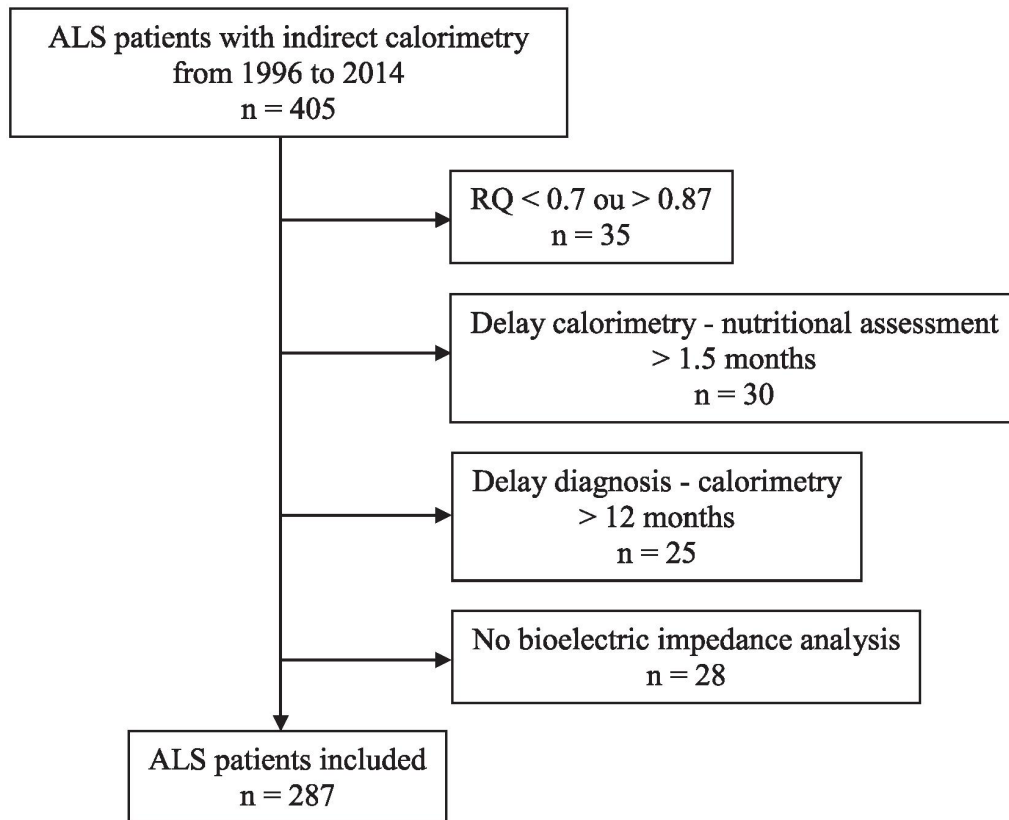 ALS patients with indirect calorimetry
from 1996 to 2014
n = 405
RQ < 0.7 ou > 0.87
n = 35
Delay calorimetry - nutritional assessment
> 1.5 months
n = 30
Delay diagnosis - calorimetry
> 12 months
n = 25
No bioelectric impedance analysis
n = 28
ALS patients included
n = 287